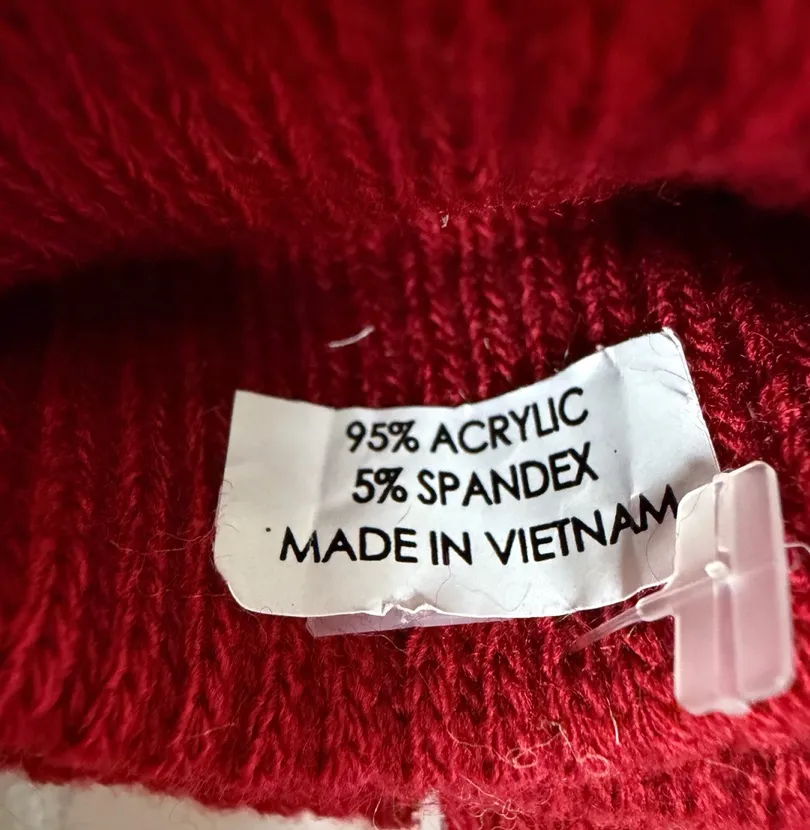 95% ACRYLIC
5% SPANDEX
MADE IN VIETNAM